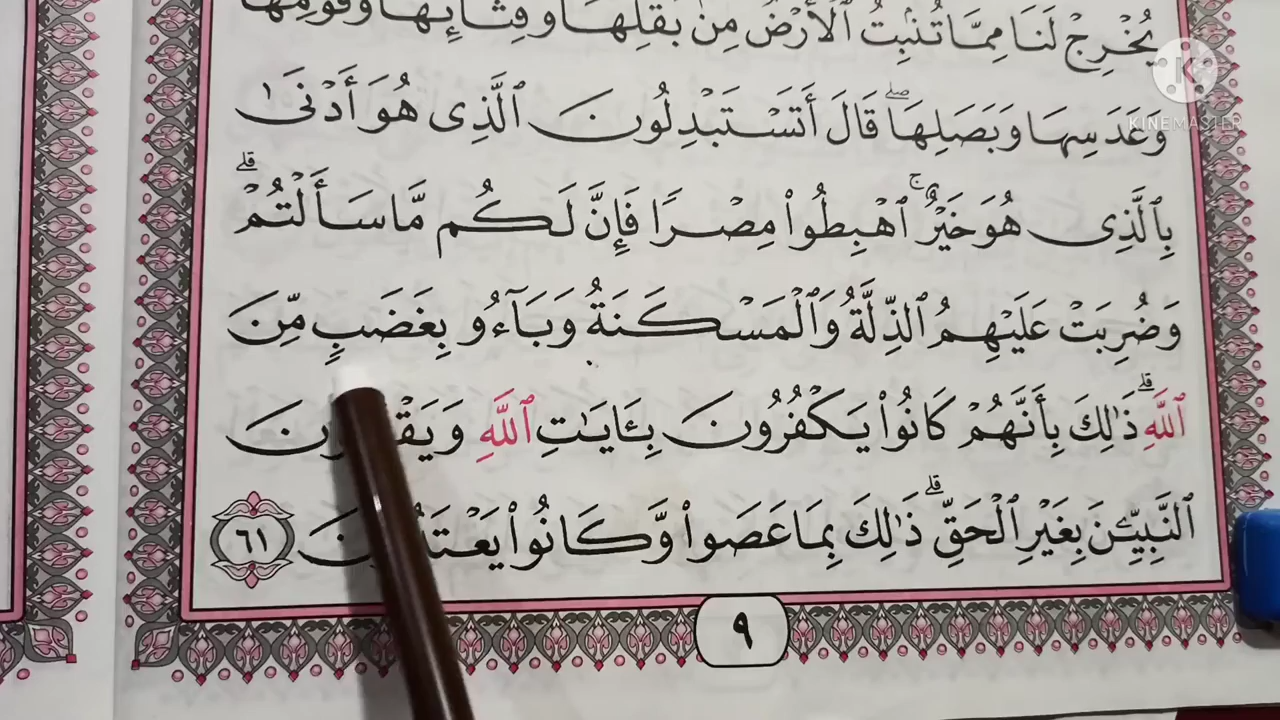 يُخْرِجْ لَنَا مِمَّا تُنۢبِتُ ٱلْأَرْضُ مِنۢ بَقْلِهَا وَقِثَّآئِهَا وَفُومِهَا
وَعَدَسِهَا وَبَصَلِهَا ۖ قَالَ أَتَسْتَبْدِلُونَ ٱلَّذِى هُوَ أَدْنَىٰ
بِٱلَّذِى هُوَ خَيْرٌ ۚ ٱهْبِطُوا۟ مِصْرًا فَإِنَّ لَكُم مَّا سَأَلْتُمْ ۗ
وَضُرِبَتْ عَلَيْهِمُ ٱلذِّلَّةُ وَٱلْمَسْكَنَةُ وَبَآءُو بِغَضَبٍ مِّنَ
ٱللَّهِ ۗ ذَٰلِكَ بِأَنَّهُمْ كَانُوا۟ يَكْفُرُونَ بِـَٔايَـٰتِ ٱللَّهِ
ٱلنَّبِيِّـۧنَ بِغَيْرِ ٱلْحَقِّ ۗ ذَٰلِكَ بِمَا عَصَوا۟ وَّكَانُوا۟ يَعْتَدُونَ ٦١
٩
KINEMASTER